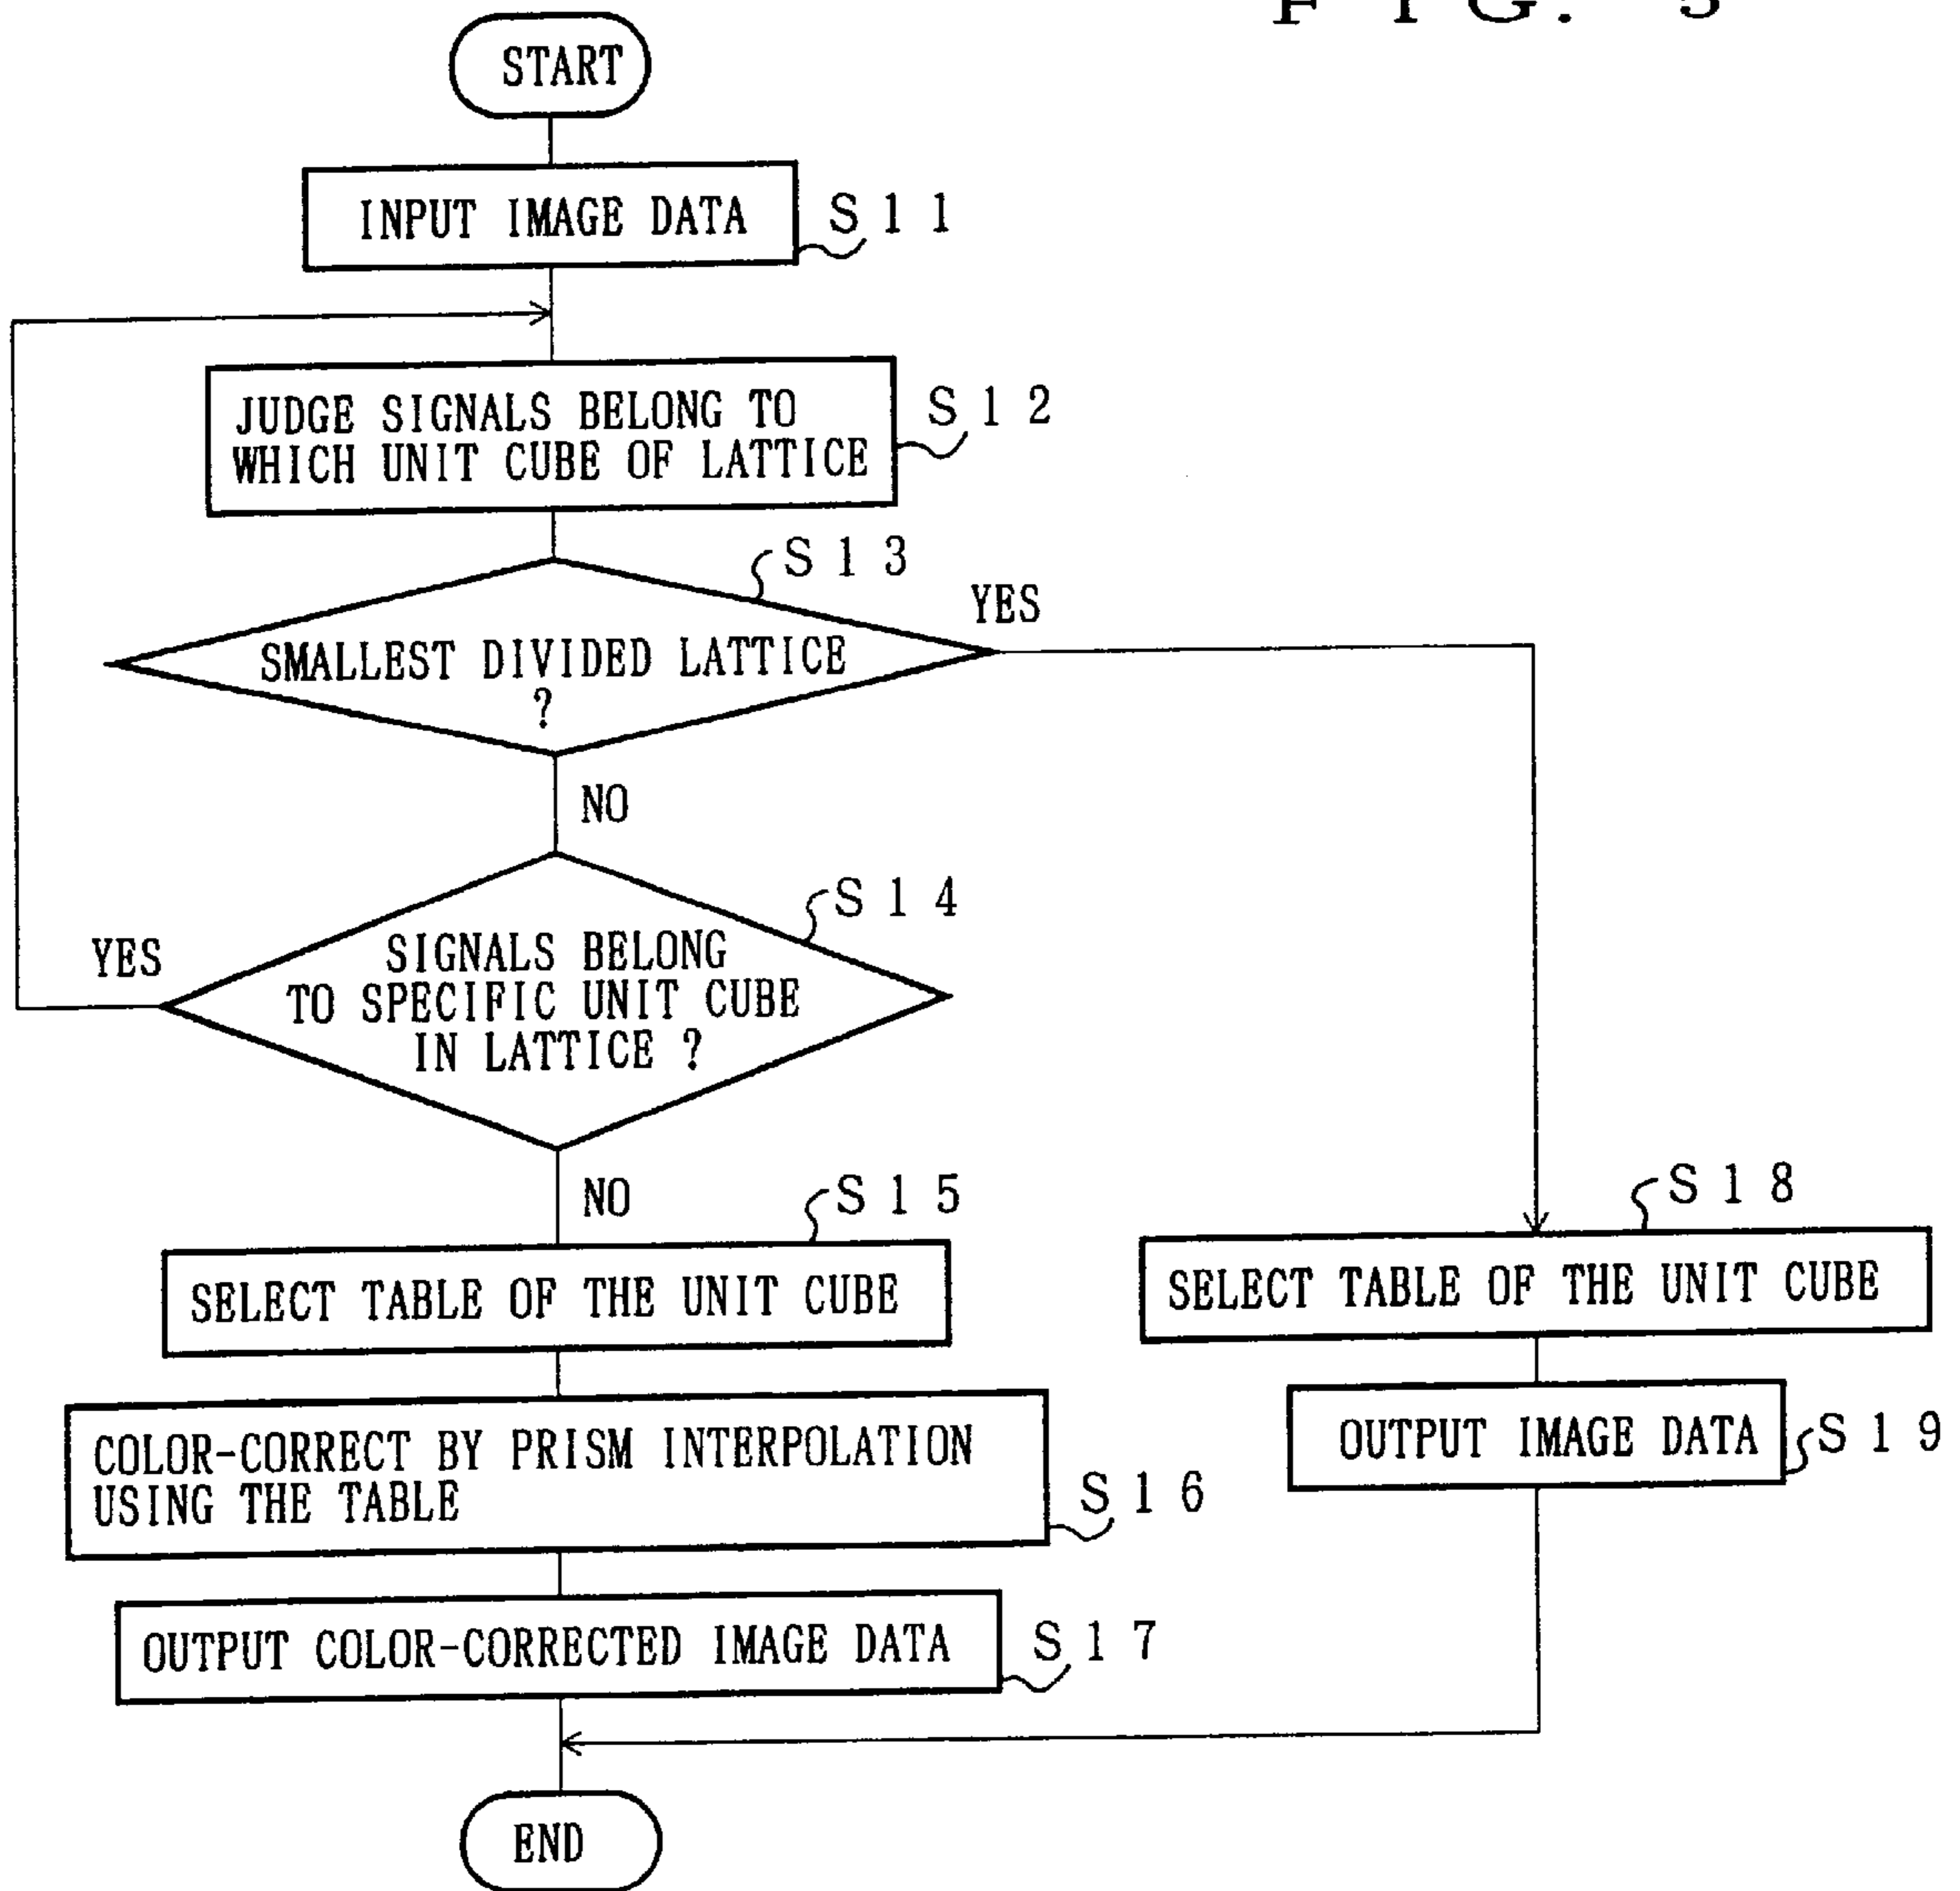 START
INPUT IMAGE DATA
S11
JUDGE SIGNALS BELONG TO
WHICH UNIT CUBE OF LATTICE
S12
S13
SMALLEST DIVIDED LATTICE
?
YES
NO
S14
SIGNALS BELONG
TO SPECIFIC UNIT CUBE
IN LATTICE ?
YES
NO
S15
SELECT TABLE OF THE UNIT CUBE
COLOR-CORRECT BY PRISM INTERPOLATION
USING THE TABLE
S16
OUTPUT COLOR-CORRECTED IMAGE DATA
S17
S18
SELECT TABLE OF THE UNIT CUBE
OUTPUT IMAGE DATA
S19
END